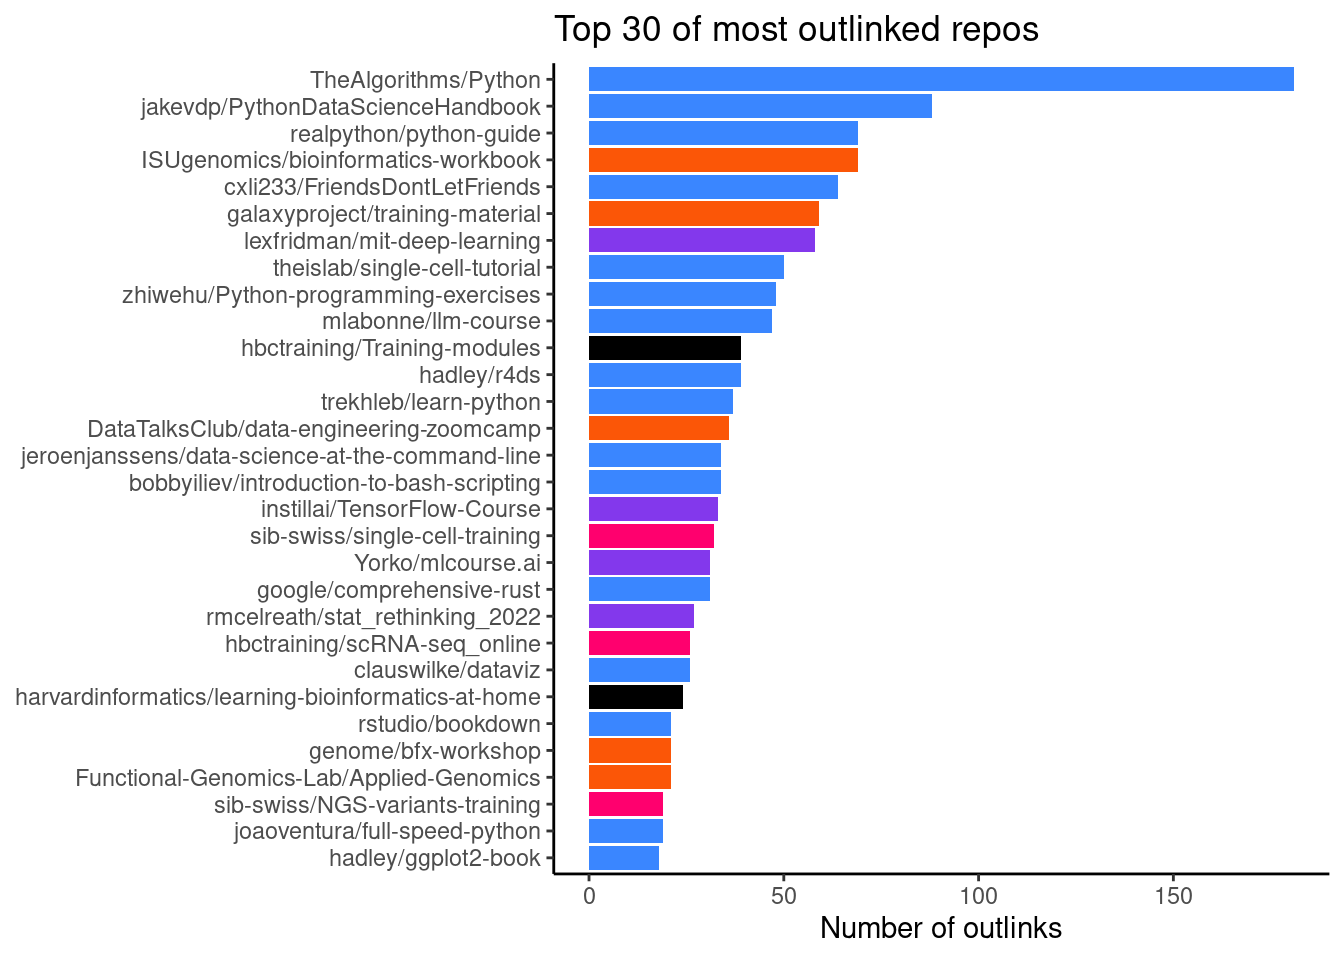 Top 30 of most outlinked repos
TheAlgorithms/Python
jakevdp/PythonDataScienceHandbook
realpython/python-guide
ISUgenomics/bioinformatics-workbook
cxli233/FriendsDontLetFriends
galaxyproject/training-material
lexfridman/mit-deep-learning
theislab/single-cell-tutorial
zhiwehu/Python-programming-exercises
mlabonne/llm-course
hbctraining/Training-modules
hadley/r4ds
trekhleb/learn-python
DataTalksClub/data-engineering-zoomcamp
jeroenjanssens/data-science-at-the-command-line
bobbyiliev/introduction-to-bash-scripting
instillai/TensorFlow-Course
sib-swiss/single-cell-training
Yorko/mlcourse.ai
google/comprehensive-rust
rmcelreath/stat_rethinking_2022
hbctraining/scRNA-seq_online
clauswilke/dataviz
harvardinformatics/learning-bioinformatics-at-home
rstudio/bookdown
genome/bfx-workshop
Functional-Genomics-Lab/Applied-Genomics
sib-swiss/NGS-variants-training
joaoventura/full-speed-python
hadley/ggplot2-book
0 50 100 150
Number of outlinks